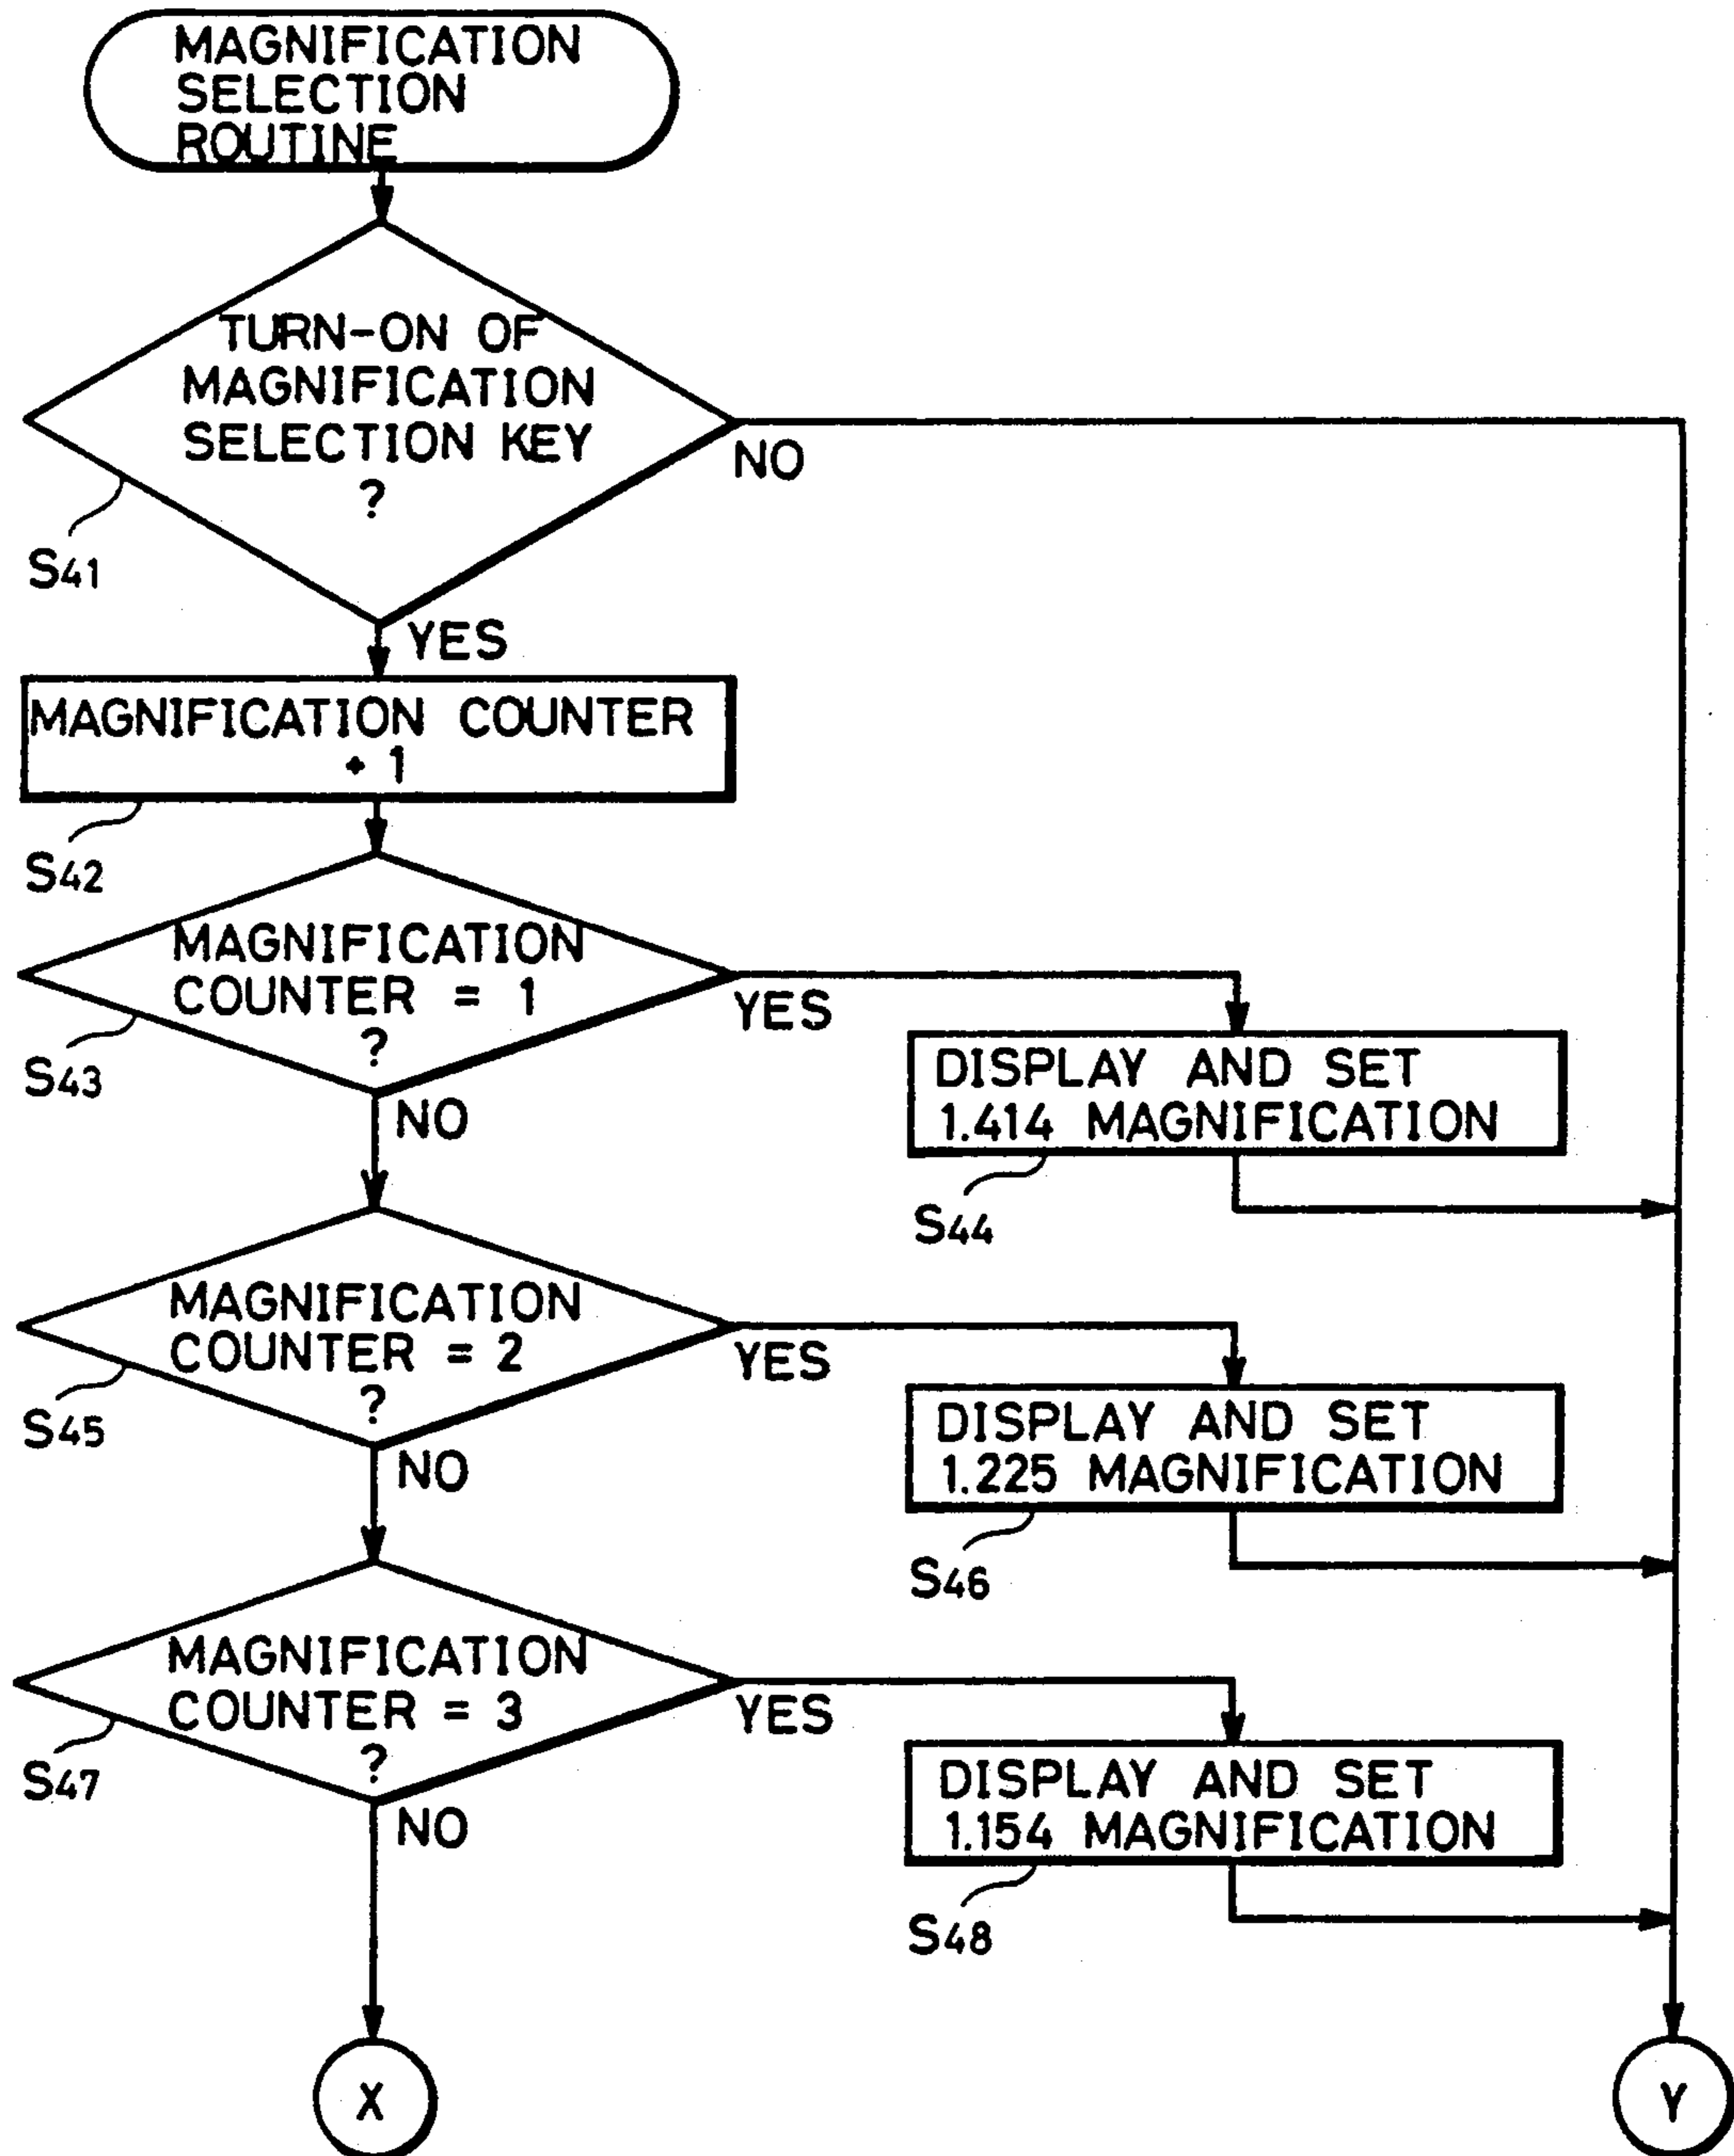 MAGNIFICATION
SELECTION
ROUTINE
TURN-ON OF
MAGNIFICATION
SELECTION KEY
?
NO
S41
YES
MAGNIFICATION COUNTER
+ 1
S42
MAGNIFICATION
COUNTER = 1
?
YES
S43
NO
DISPLAY AND SET
1.414 MAGNIFICATION
S44
MAGNIFICATION
COUNTER = 2
?
YES
S45
NO
DISPLAY AND SET
1.225 MAGNIFICATION
S46
MAGNIFICATION
COUNTER = 3
?
YES
S47
NO
DISPLAY AND SET
1.154 MAGNIFICATION
S48
X
Y